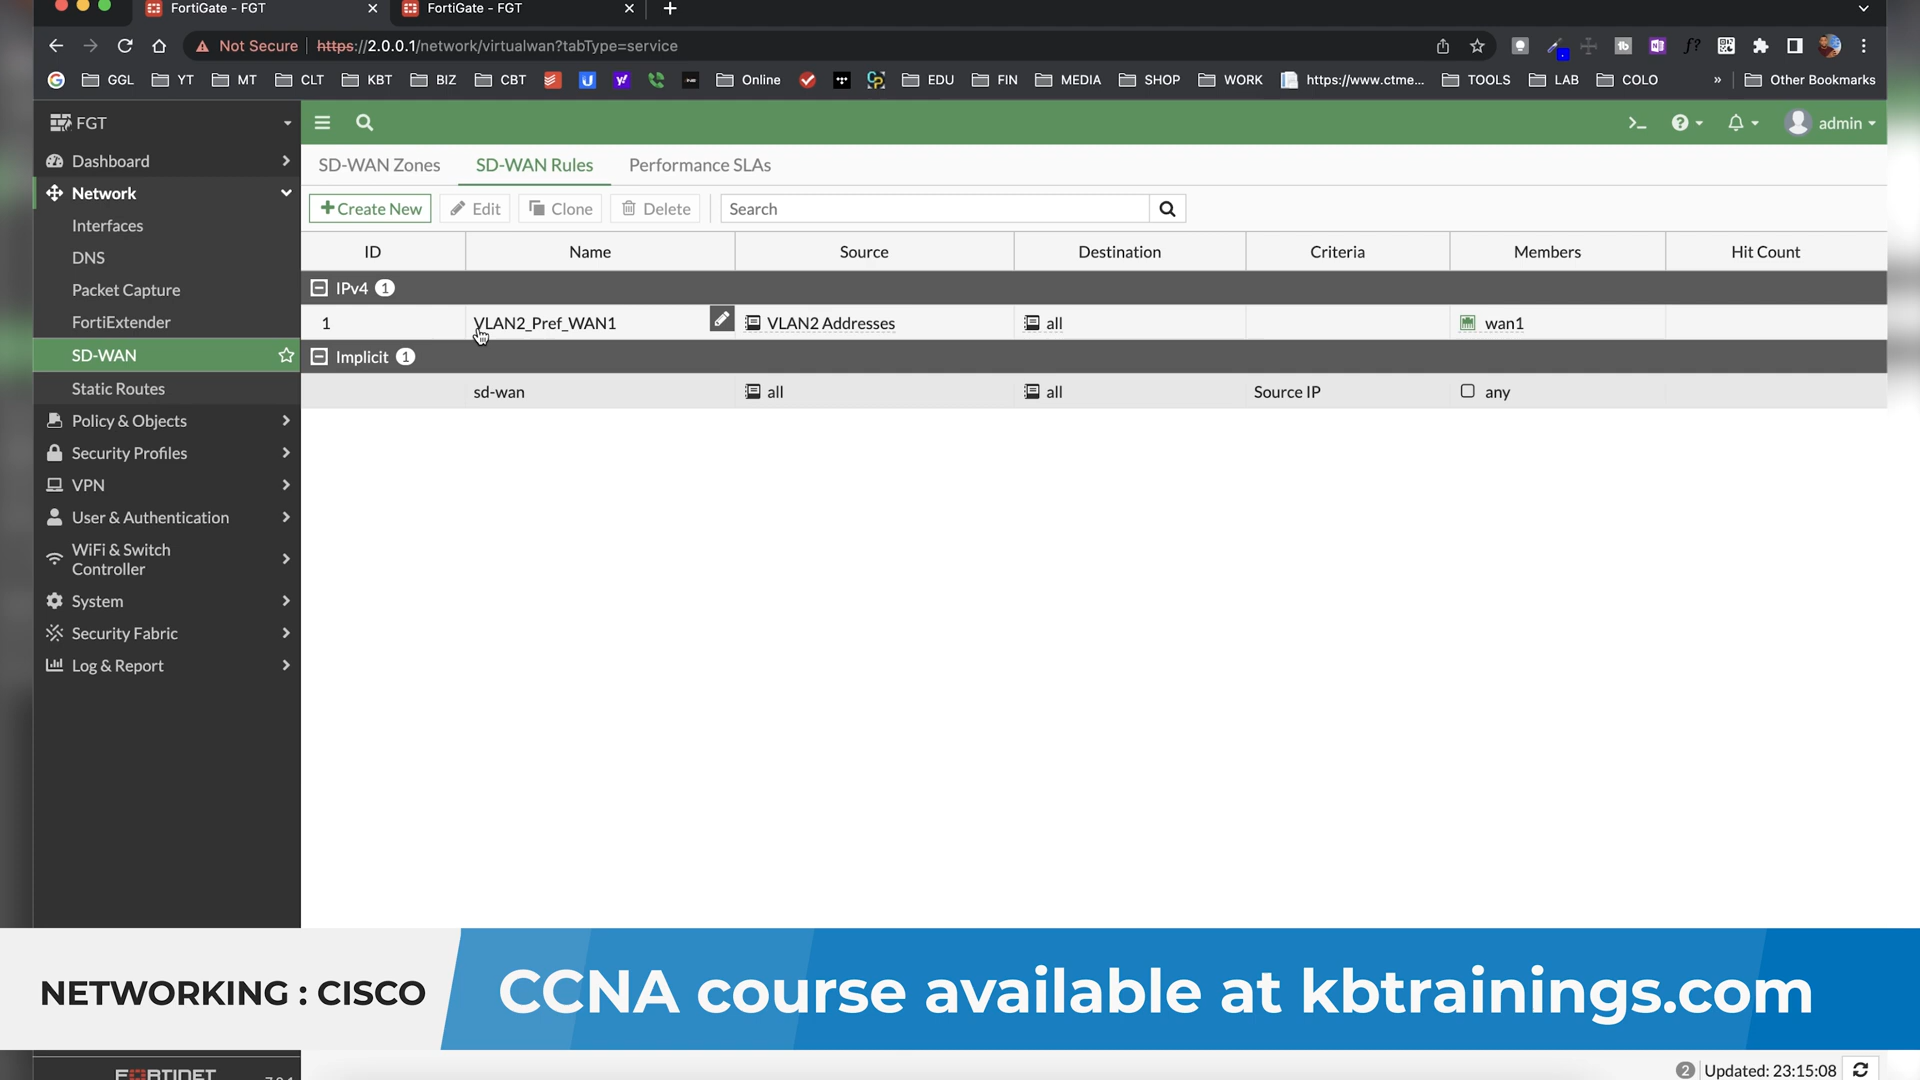 FortiGate - FGT
FortiGate - FGT
Not Secure
https://2.0.0.1/network/virtualwan?tabType=service
GGL
YT
MT
CLT
KBT
BIZ
CBT
Online
EDU
FIN
MEDIA
SHOP
WORK
https://www.ctme...
TOOLS
LAB
COLO
»
Other Bookmarks
FGT
admin
Dashboard
Network
Interfaces
DNS
Packet Capture
FortiExtender
SD-WAN
Static Routes
Policy & Objects
Security Profiles
VPN
User & Authentication
WiFi & Switch
Controller
System
Security Fabric
Log & Report
SD-WAN Zones
SD-WAN Rules
Performance SLAs
+Create New
Edit
Clone
Delete
Search
ID
Name
Source
Destination
Criteria
Members
Hit Count
IPv4 1
1
VLAN2_Pref_WAN1
VLAN2 Addresses
all
wan1
Implicit 1
sd-wan
all
all
Source IP
any
NETWORKING : CISCO
CCNA course available at kbtrainings.com
FORTINET
2 Updated: 23:15:08